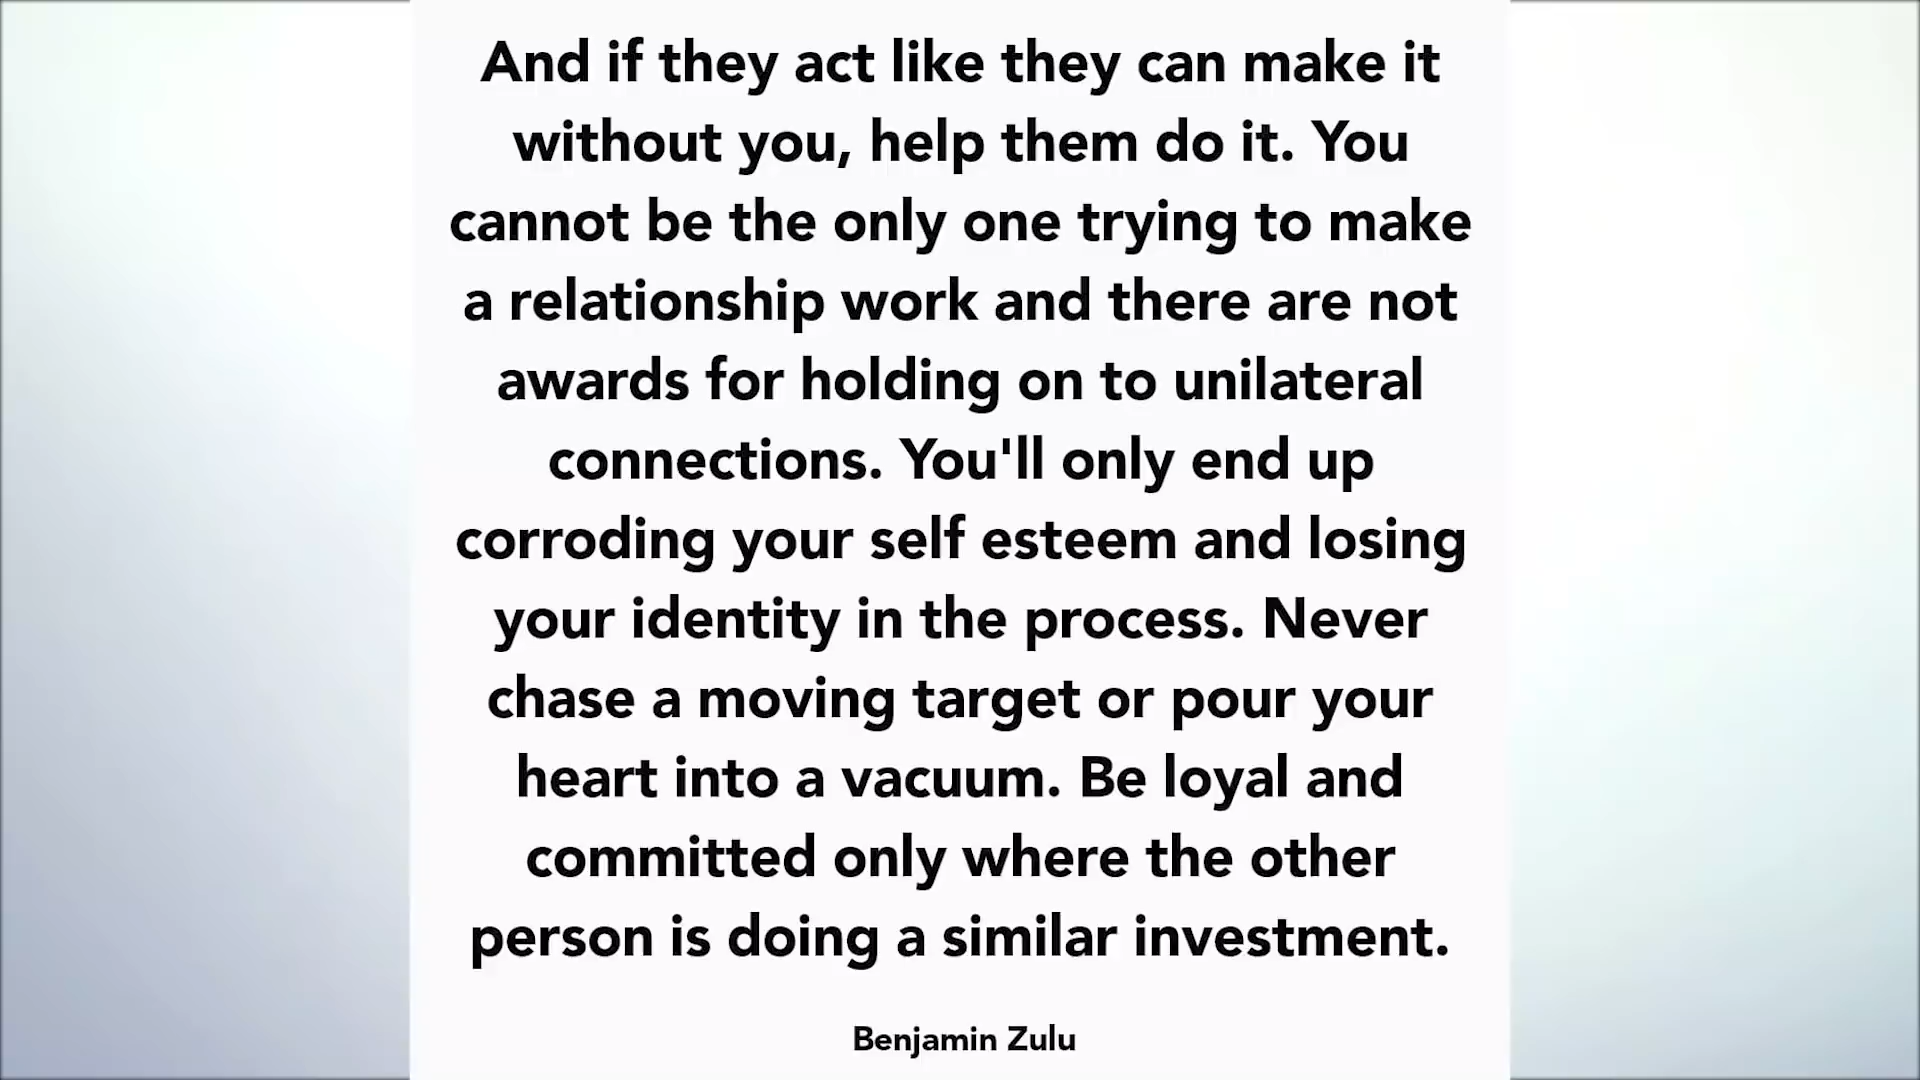 And if they act like they can make it
without you, help them do it. You
cannot be the only one trying to make
a relationship work and there are not
awards for holding on to unilateral
connections. You'll only end up
corroding your self esteem and losing
your identity in the process. Never
chase a moving target or pour your
heart into a vacuum. Be loyal and
committed only where the other
person is doing a similar investment.
Benjamin Zulu